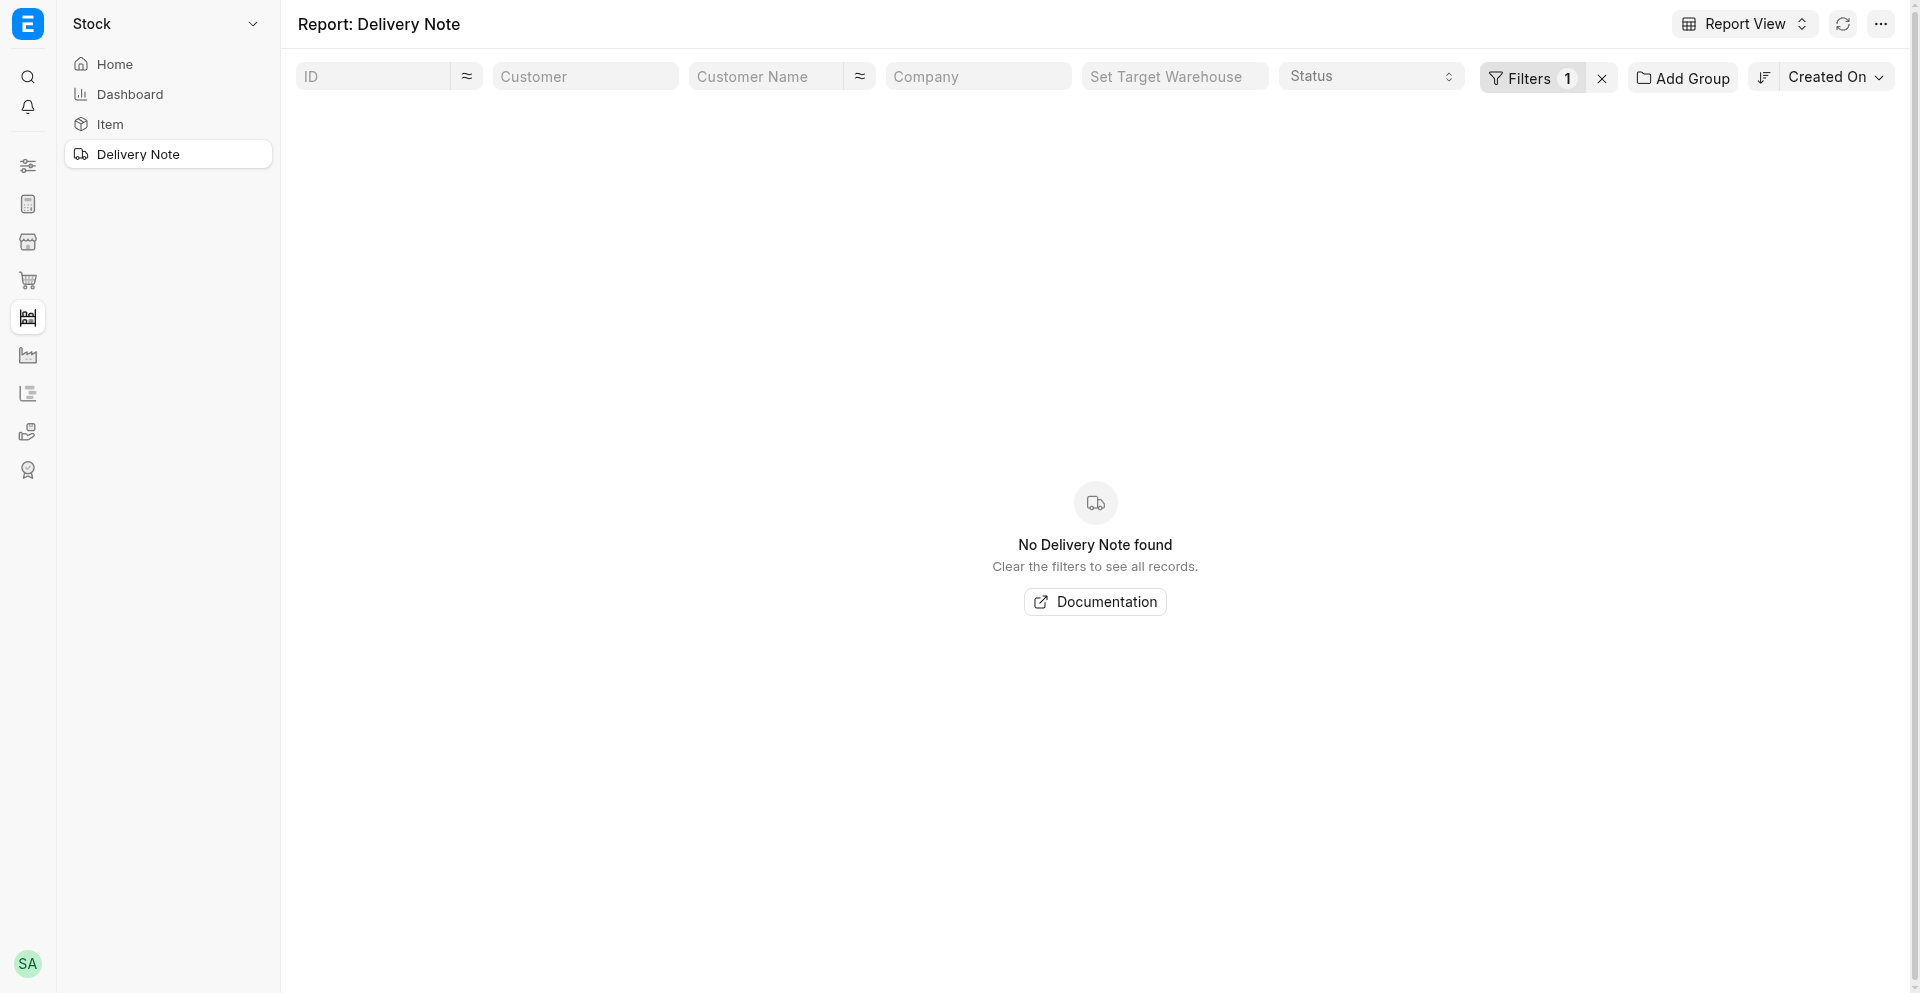 Stock
Home
Dashboard
Item
Delivery Note
SA
Report: Delivery Note
Report View
ID
≈
Customer
Customer Name
≈
Company
Set Target Warehouse
Status
Filters 1
Add Group
Created On
No Delivery Note found
Clear the filters to see all records.
Documentation